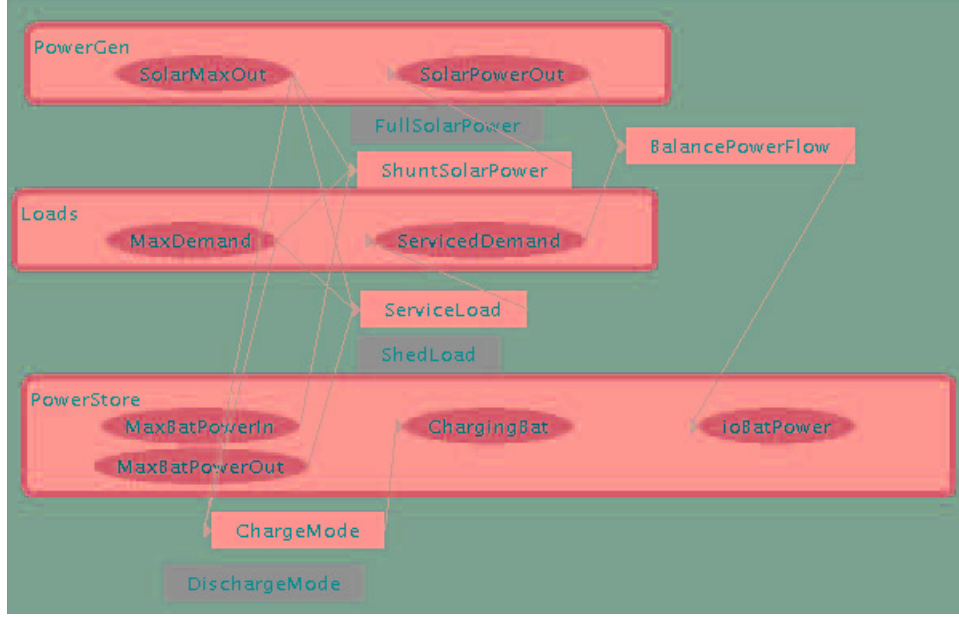 PowerGen
SolarMaxOut
SolarPowerOut
FullSolarPower
BalancePowerFlow
ShuntSolarPower
Loads
MaxDemand
ServicedDemand
ServiceLoad
ShedLoad
PowerStore
MaxBatPowerIn
ChargingBat
ioBatPower
MaxBatPowerOut
ChargeMode
DischargeMode